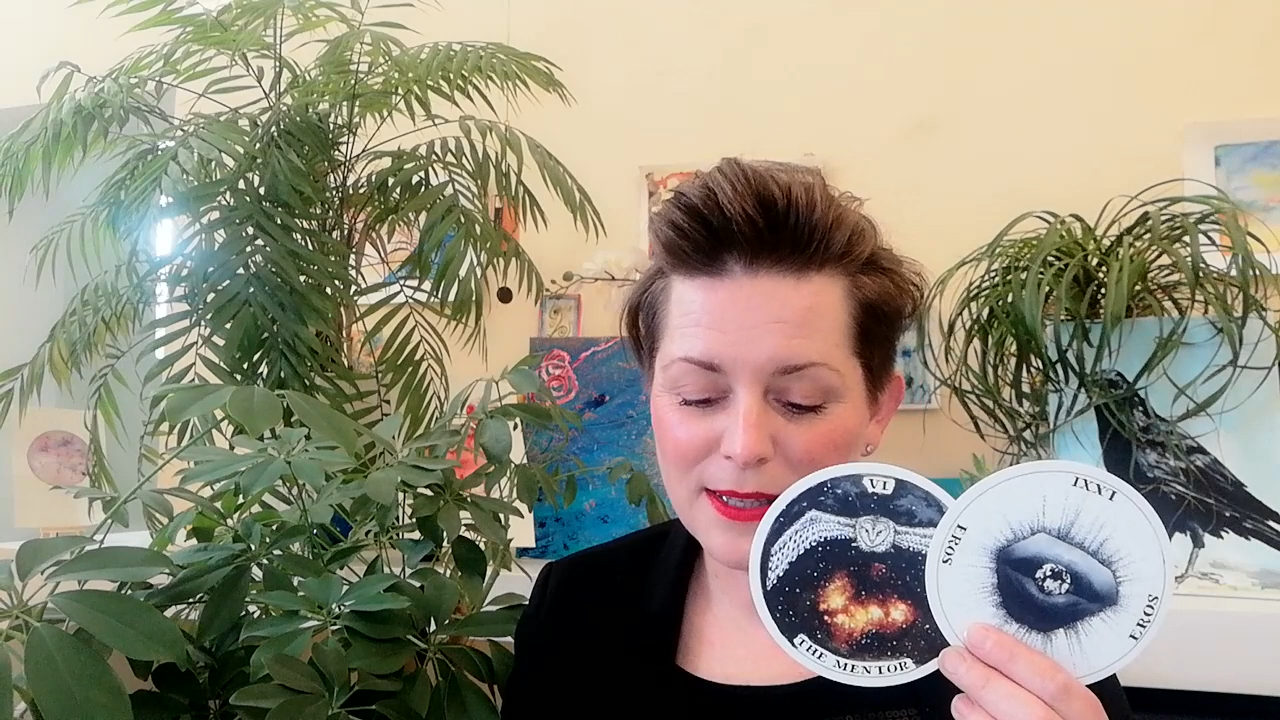 VI
THE MENTOR
IXXI
EROS
EROS